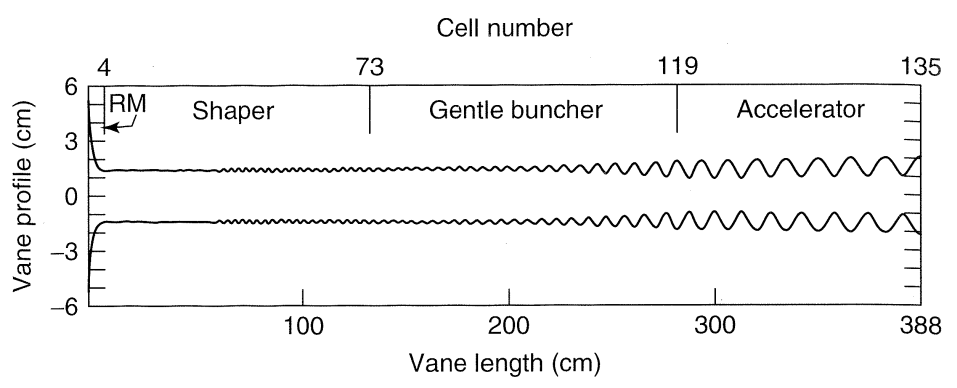 Cell number
4 73 119 135
RM Shaper Gentle buncher Accelerator
Vane profile (cm)
6
3
0
−3
−6
100 200 300 388
Vane length (cm)